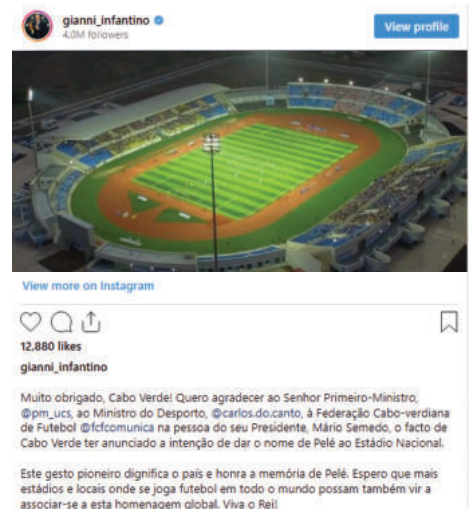 gianni_infantino
4.0M followers
View profile
View more on Instagram
12,880 likes
gianni_infantino
Muito obrigado, Cabo Verde! Quero agradecer ao Senhor Primeiro-Ministro,
@pm_ucs, ao Ministro do Desporto, @carlos.do.canto, à Federação Cabo-verdiana
de Futebol @fcfcomunica na pessoa do seu Presidente, Mário Semedo, o facto de
Cabo Verde ter anunciado a intenção de dar o nome de Pelé ao Estádio Nacional.
Este gesto pioneiro dignifica o país e honra a memória de Pelé. Espero que mais
estádios e locais onde se joga futebol em todo o mundo possam também vir a
associar-se a esta homenagem global. Viva o Rei!